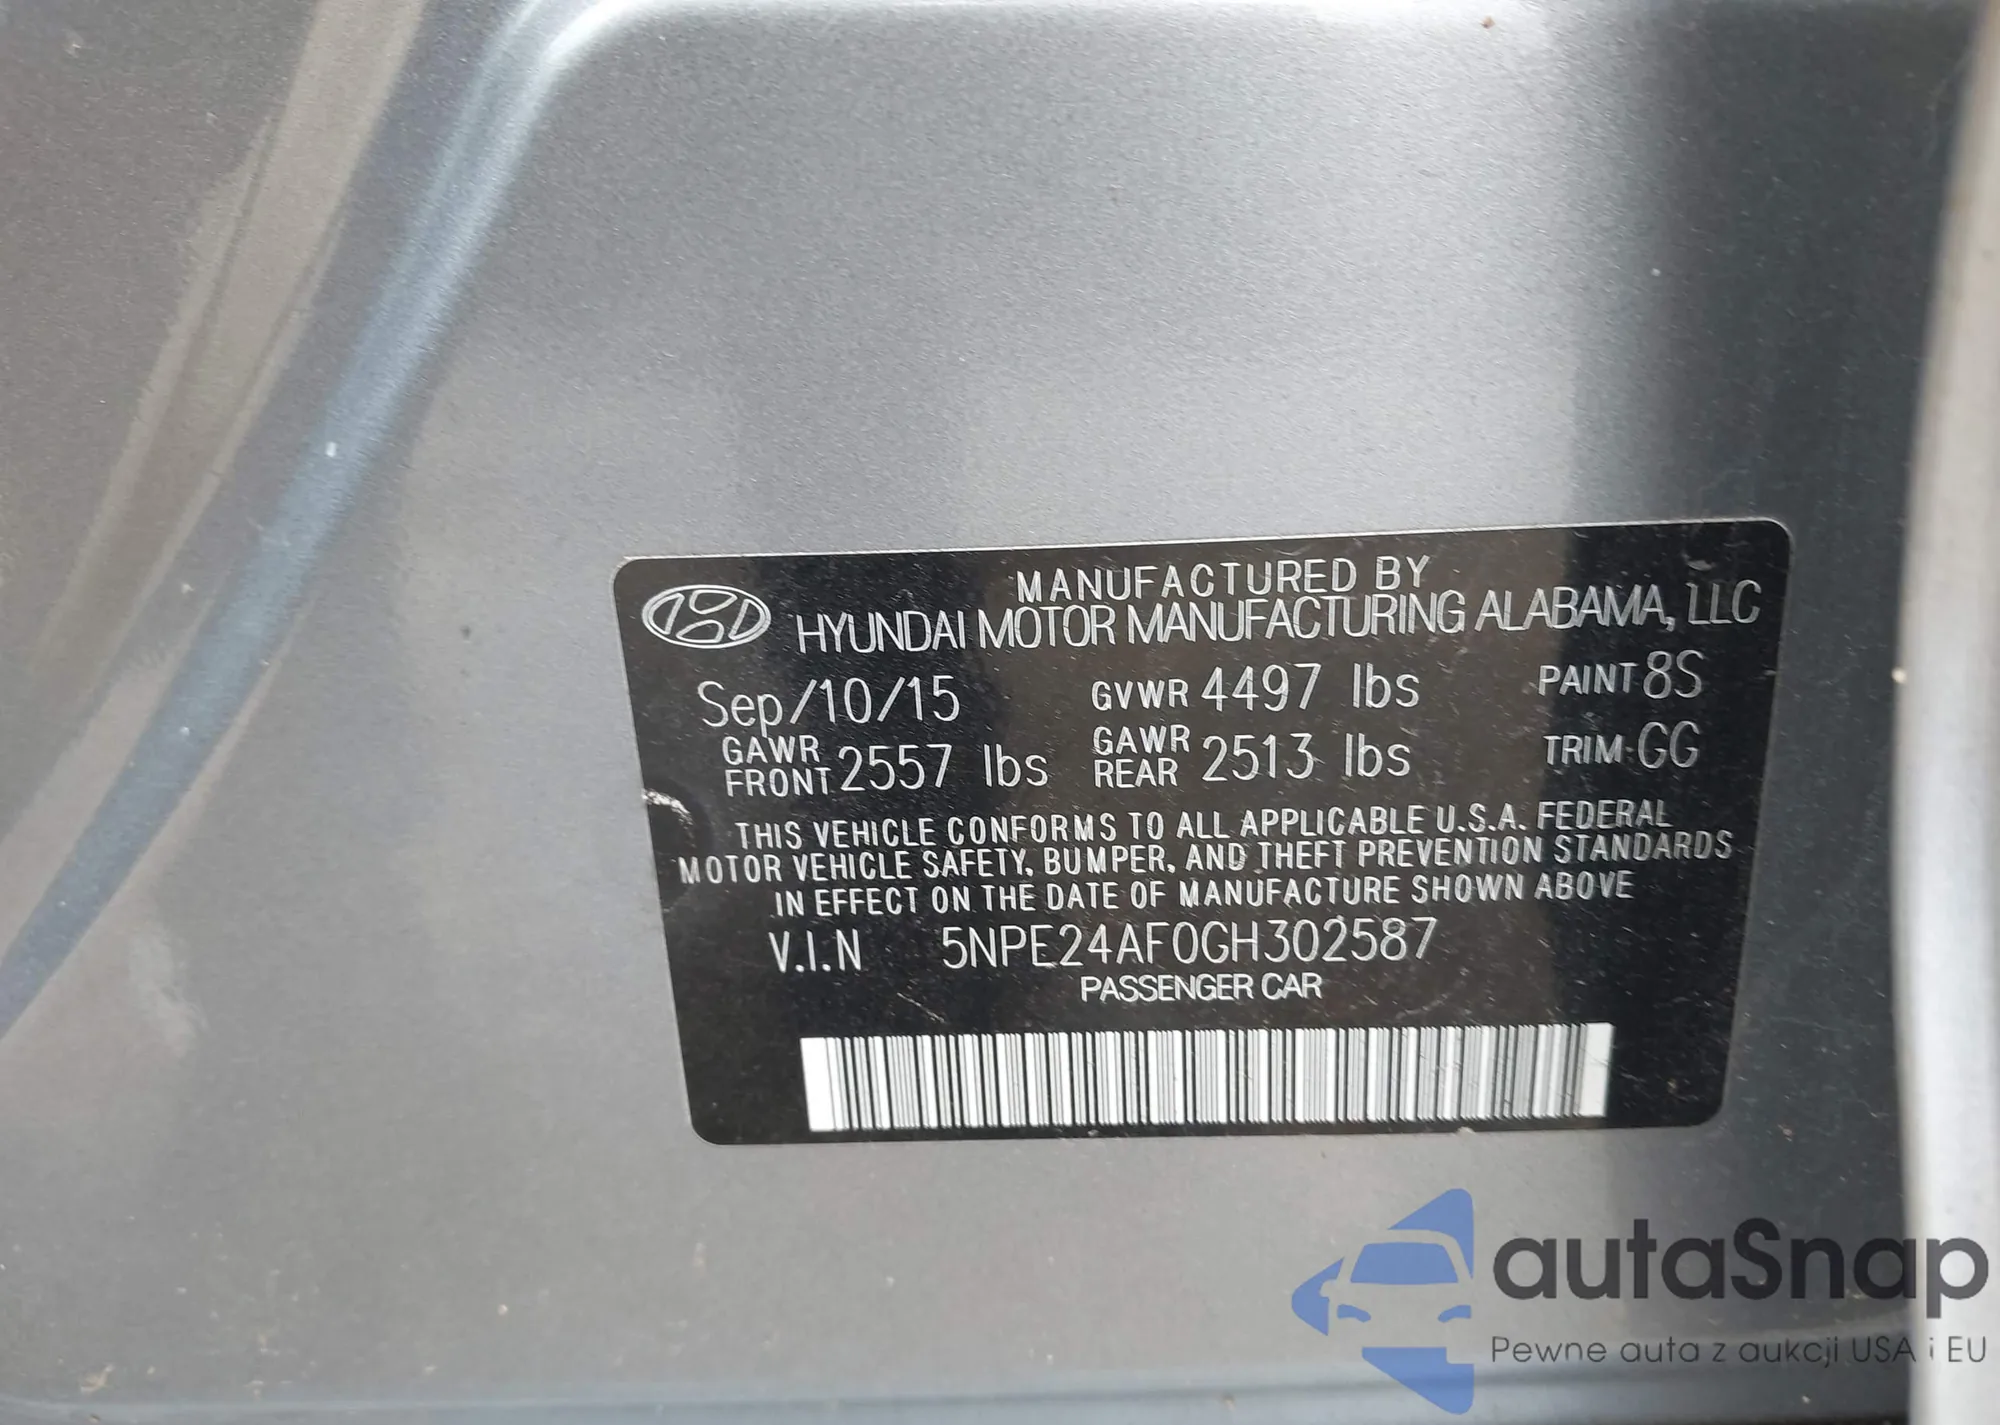 MANUFACTURED BY
HYUNDAI MOTOR MANUFACTURING ALABAMA, LLC
Sep/10/15 GVWR 4497 lbs PAINT 8S
GAWR FRONT 2557 lbs GAWR REAR 2513 lbs TRIM GG
THIS VEHICLE CONFORMS TO ALL APPLICABLE U.S.A. FEDERAL
MOTOR VEHICLE SAFETY, BUMPER, AND THEFT PREVENTION STANDARDS
IN EFFECT ON THE DATE OF MANUFACTURE SHOWN ABOVE
V.I.N 5NPE24AF0GH302587
PASSENGER CAR
autaSnap
Pewne auta z aukcji USA i EU